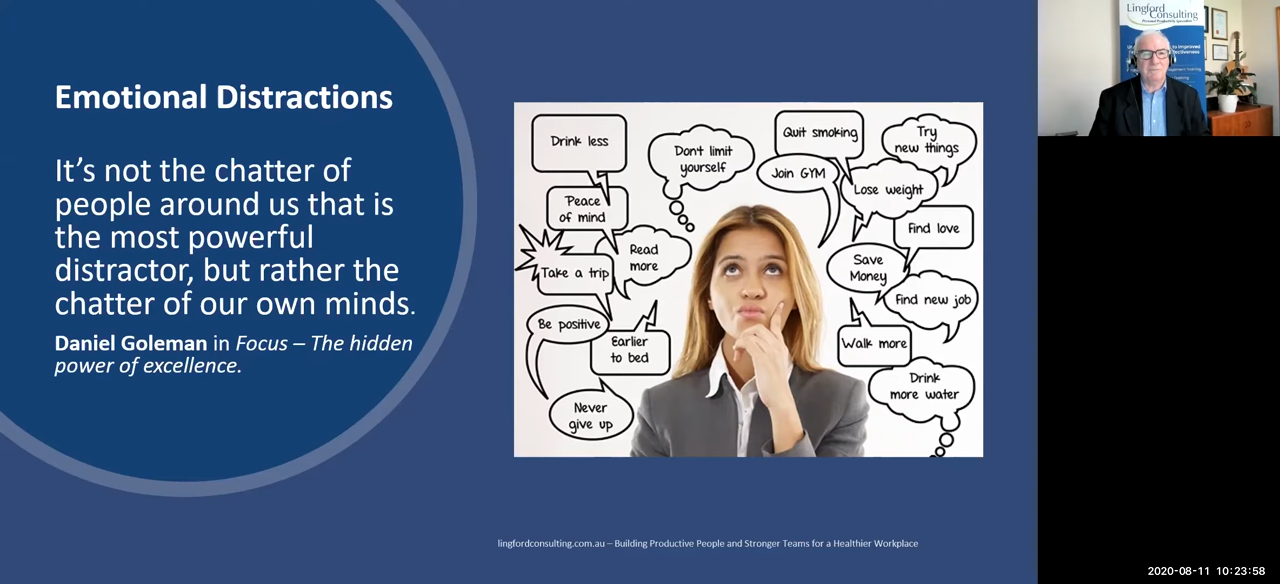 Emotional Distractions
It’s not the chatter of
people around us that is
the most powerful
distractor, but rather the
chatter of our own minds.
Daniel Goleman in Focus – The hidden
power of excellence.
Drink less
Peace
of mind
Take a trip
Read
more
Be positive
Earlier
to bed
Never
give up
Don't limit
yourself
Quit smoking
Join GYM
Try
new things
Lose weight
Find love
Save
Money
Find new job
Walk more
Drink
more water
lingfordconsulting.com.au – Building Productive People and Stronger Teams for a Healthier Workplace
Lingford
Consulting
2020-08-11 10:23:58